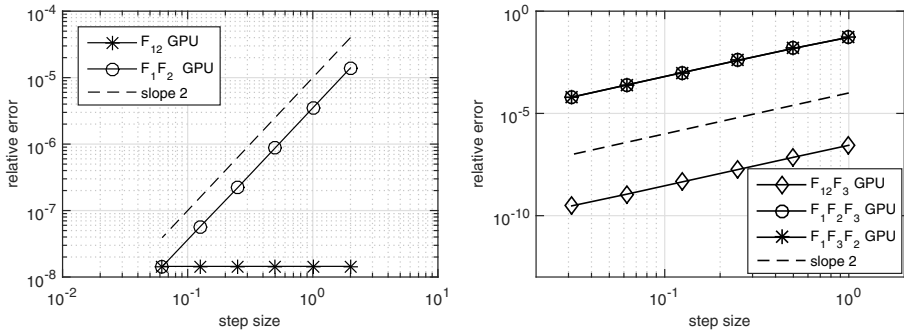 10^-4
10^-5
10^-6
10^-7
10^-8
relative error
F_12 GPU
F_1F_2 GPU
slope 2
10^-2
10^-1
10^0
10^1
step size
10^0
10^-5
10^-10
relative error
F_12F_3 GPU
F_1F_2F_3 GPU
F_1F_3F_2 GPU
slope 2
10^-1
10^0
step size